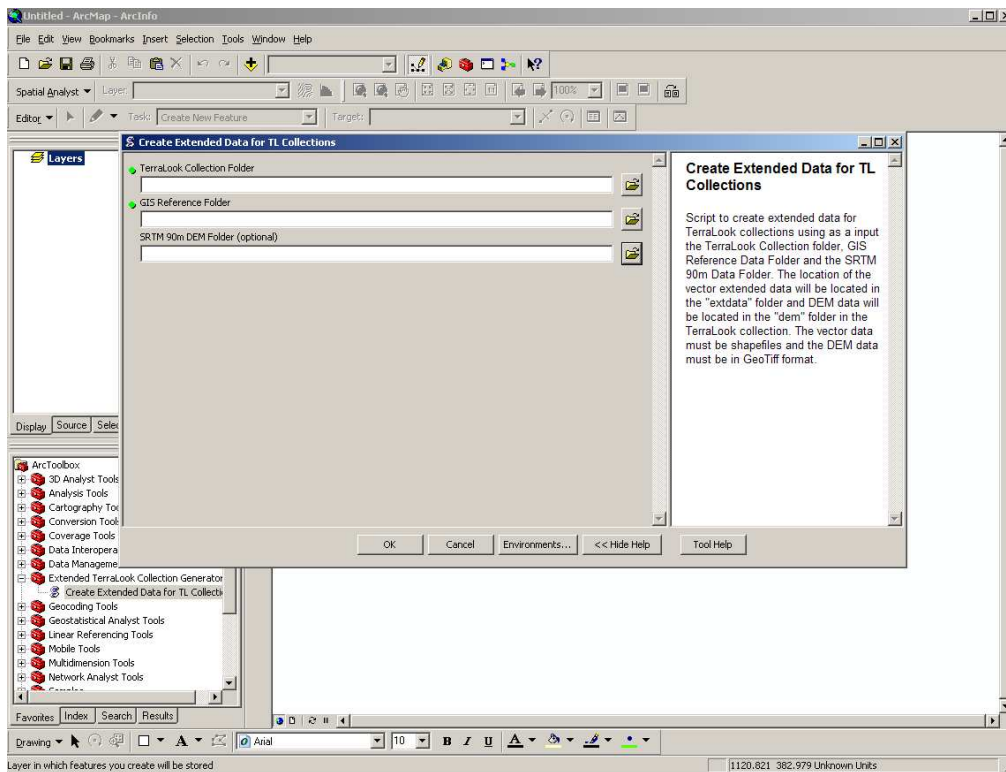 Untitled - ArcMap - ArcInfo
File Edit View Bookmarks Insert Selection Tools Window Help
Spatial Analyst Layer: 100%
Editor Task: Create New Feature Target:
Layers
Display Source Selec
Create Extended Data for TL Collections
TerraLook Collection Folder
GIS Reference Folder
SRTM 90m DEM Folder (optional)
OK Cancel Environments... << Hide Help Tool Help
Create Extended Data for TL
Collections
Script to create extended data for
TerraLook collections using as a input
the TerraLook Collection folder, GIS
Reference Data Folder and the SRTM
90m Data Folder. The location of the
vector extended data will be located in
the "extdata" folder and DEM data will
be located in the "dem" folder in the
TerraLook collection. The vector data
must be shapefiles and the DEM data
must be in GeoTiff format.
ArcToolbox
3D Analyst Tools
Analysis Tools
Cartography Too
Conversion Tools
Coverage Tools
Data Interopera
Data Manageme
Extended TerraLook Collection Generator
Create Extended Data for TL Collectio
Geocoding Tools
Geostatistical Analyst Tools
Linear Referencing Tools
Mobile Tools
Multidimension Tools
Network Analyst Tools
Favorites Index Search Results
Drawing A Arial 10 B I U A
Layer in which features you create will be stored
1120.821 382.979 Unknown Units